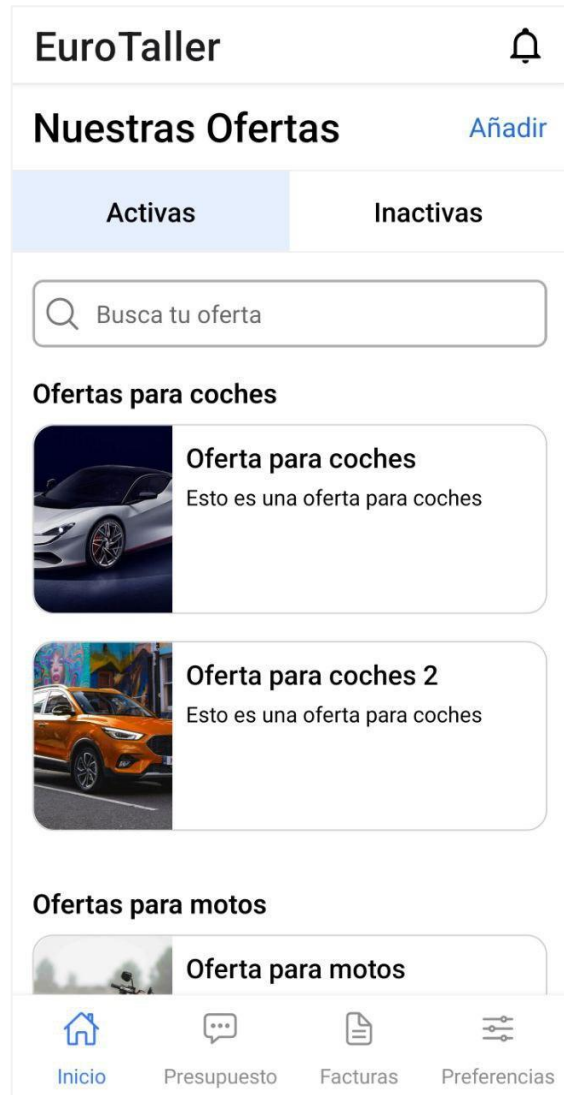 EuroTaller
Nuestras Ofertas
Añadir
Activas
Inactivas
Busca tu oferta
Ofertas para coches
Oferta para coches
Esto es una oferta para coches
Oferta para coches 2
Esto es una oferta para coches
Ofertas para motos
Oferta para motos
Inicio
Presupuesto
Facturas
Preferencias